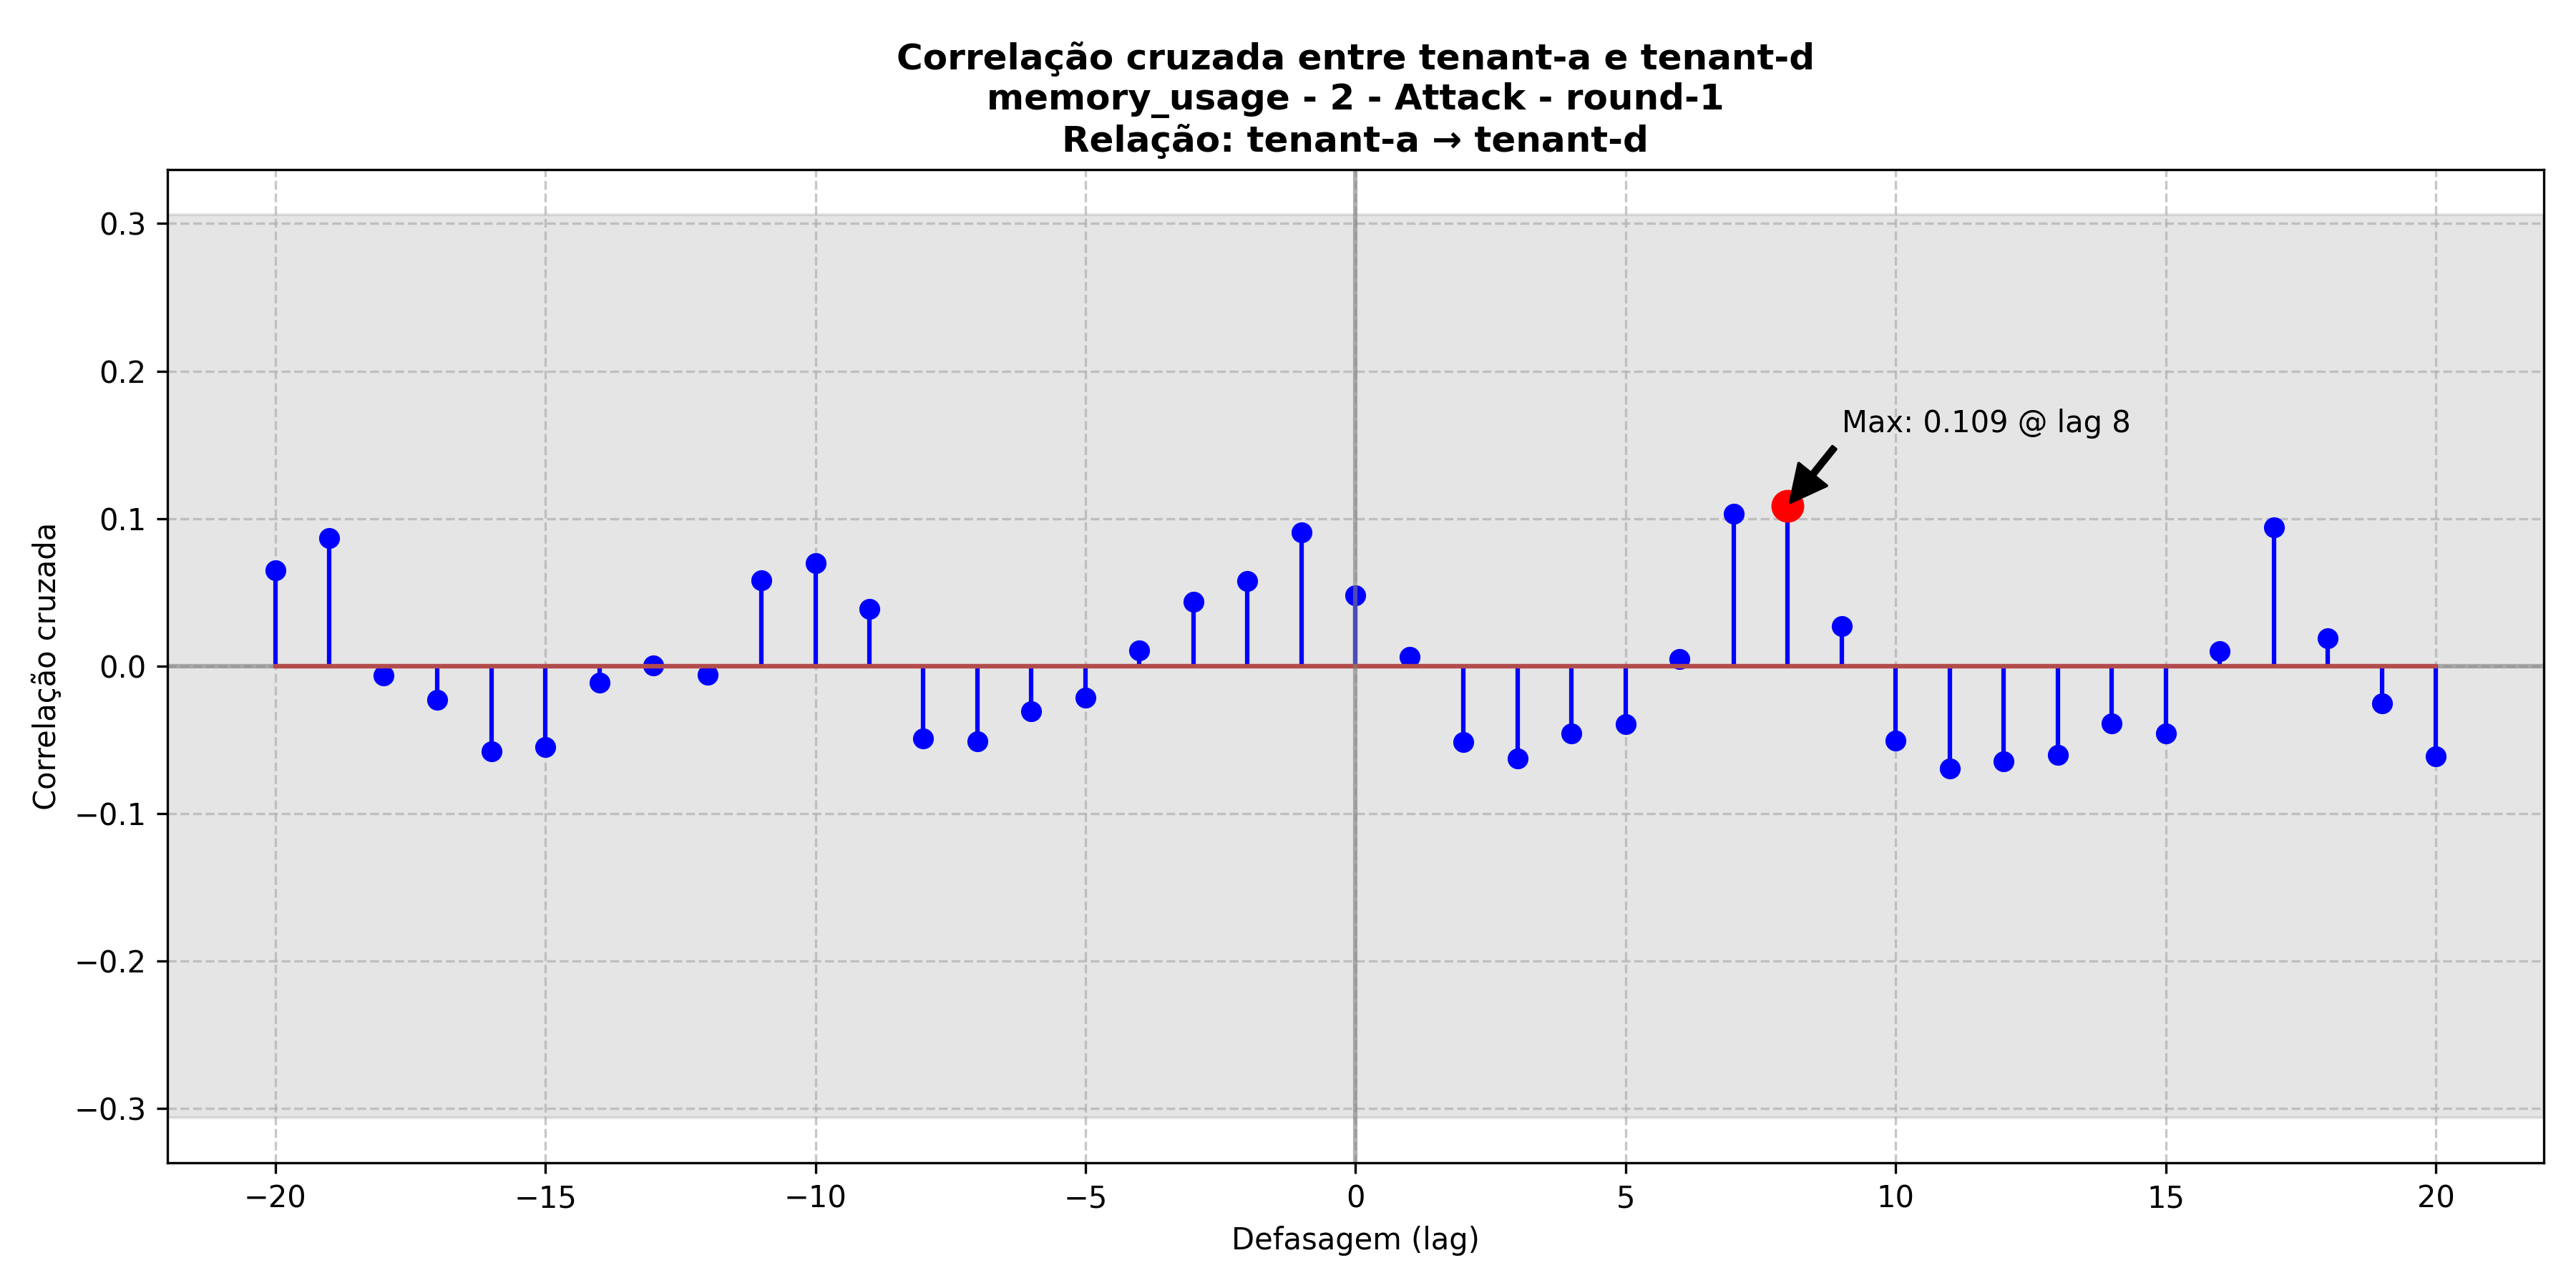 Correlação cruzada entre tenant-a e tenant-d
memory_usage - 2 - Attack - round-1
Relação: tenant-a → tenant-d
Correlação cruzada
0.3
0.2
0.1
0.0
−0.1
−0.2
−0.3
Max: 0.109 @ lag 8
−20
−15
−10
−5
0
5
10
15
20
Defasagem (lag)